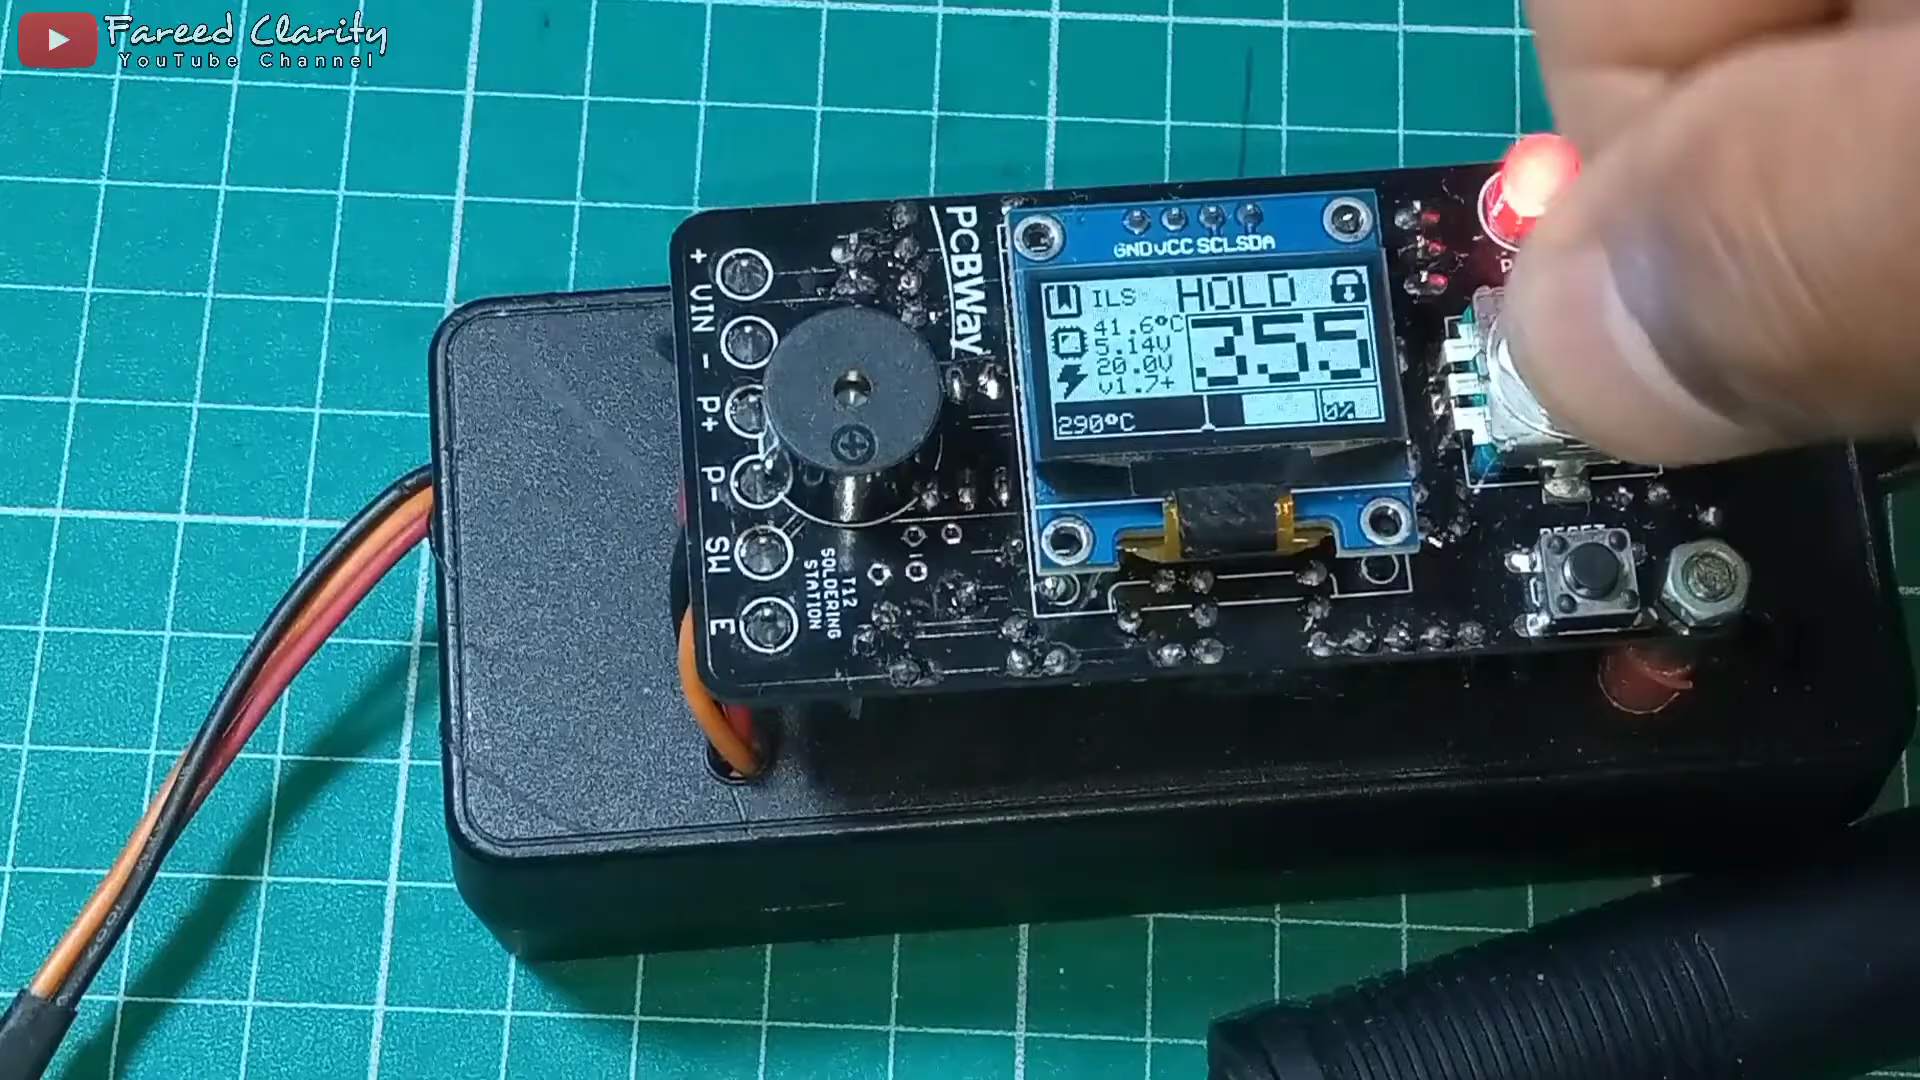 Fareed Clarity
YouTube Channel
PCBWay
+
VIN
-
P+
P-
SW
E
T12
SOLDERING
STATION
GND VCC SCL SDA
ILS
HOLD
41.6°C
5.14V
20.0V
v1.7+
355
290°C
0%
RESET